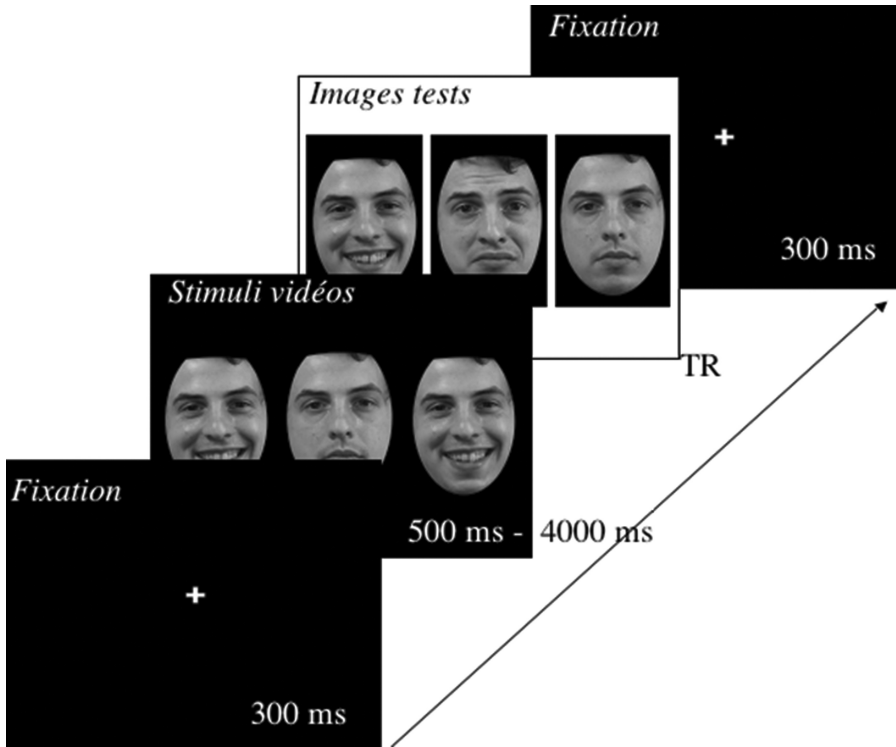 Fixation
300 ms
Images tests
TR
Stimuli vidéos
500 ms - 4000 ms
Fixation
300 ms